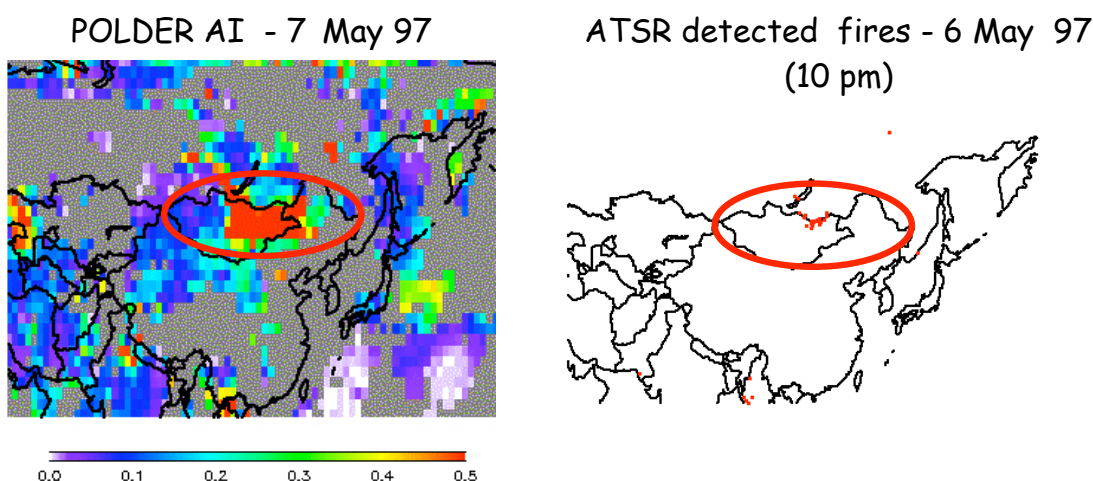 POLDER AI - 7 May 97
ATSR detected fires - 6 May 97
(10 pm)
0.0 0.1 0.2 0.3 0.4 0.5